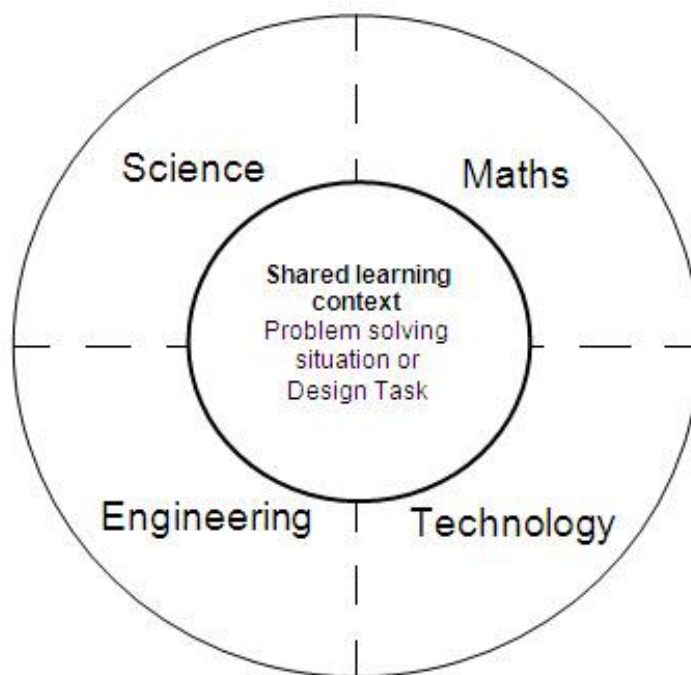 Science
Maths
Shared learning
context
Problem solving
situation or
Design Task
Engineering
Technology